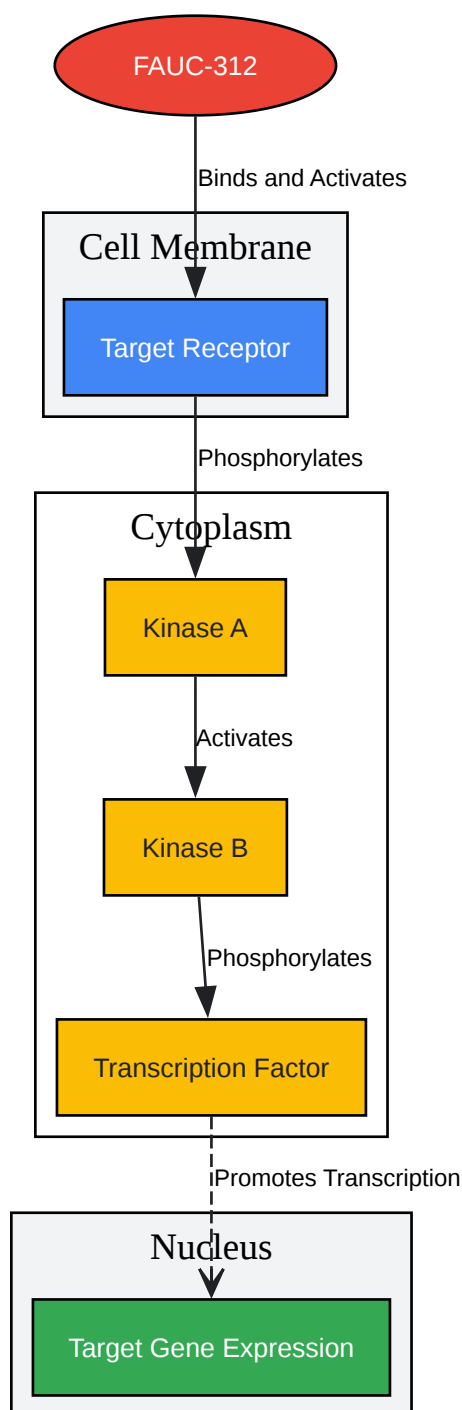 FAUC-312
Binds and Activates
Cell Membrane
Target Receptor
Phosphorylates
Cytoplasm
Kinase A
Activates
Kinase B
Phosphorylates
Transcription Factor
Promotes Transcription
Nucleus
Target Gene Expression